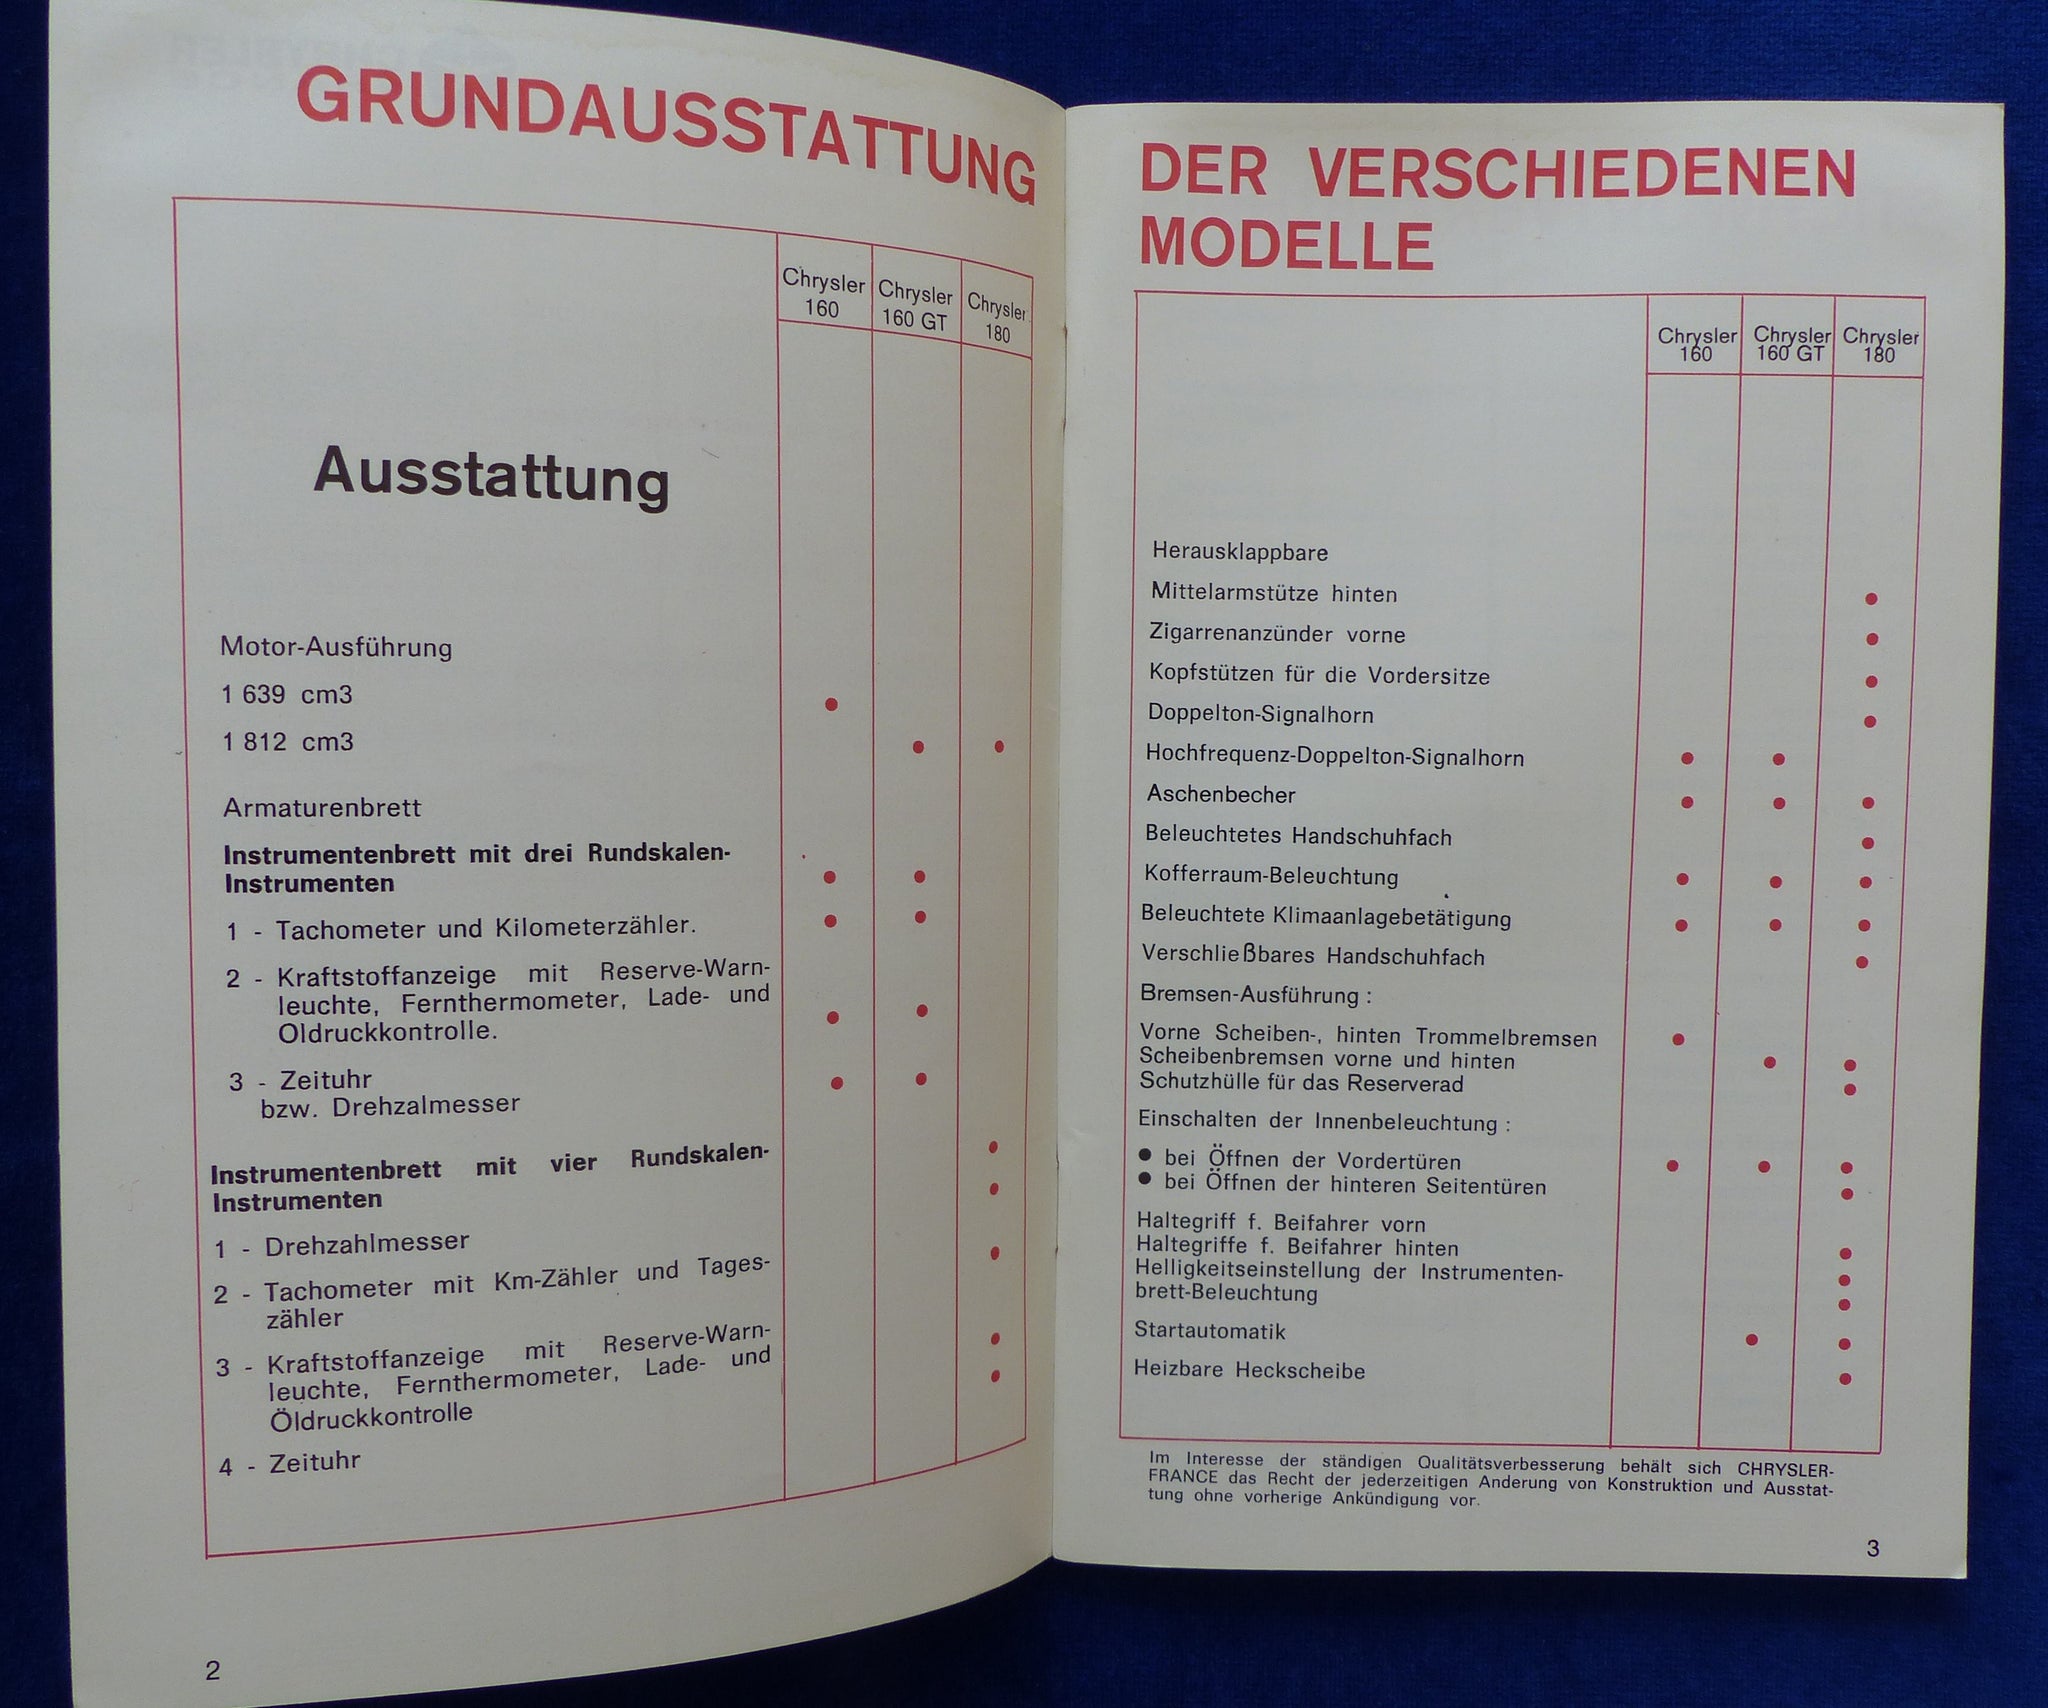 GRUNDAUSSTATTUNG
Chrysler
160
Chrysler
160 GT
Chrysler
180
Ausstattung
Motor-Ausführung
1 639 cm3
1 812 cm3
Armaturenbrett
Instrumentenbrett mit drei Rundskalen-
Instrumenten
1 - Tachometer und Kilometerzähler.
2 - Kraftstoffanzeige mit Reserve-Warn-
leuchte, Fernthermometer, Lade- und
Oldruckkontrolle.
3 - Zeituhr
bzw. Drehzalmesser
Instrumentenbrett mit vier Rundskalen-
Instrumenten
1 - Drehzahlmesser
2 - Tachometer mit Km-Zähler und Tages-
zähler
3 - Kraftstoffanzeige mit Reserve-Warn-
leuchte, Fernthermometer, Lade- und
Öldruckkontrolle
4 - Zeituhr
2
DER VERSCHIEDENEN
MODELLE
Chrysler
160
Chrysler
160 GT
Chrysler
180
Herausklappbare
Mittelarmstütze hinten
Zigarrenanzünder vorne
Kopfstützen für die Vordersitze
Doppelton-Signalhorn
Hochfrequenz-Doppelton-Signalhorn
Aschenbecher
Beleuchtetes Handschuhfach
Kofferraum-Beleuchtung
Beleuchtete Klimaanlagebetätigung
Verschließbares Handschuhfach
Bremsen-Ausführung :
Vorne Scheiben-, hinten Trommelbremsen
Scheibenbremsen vorne und hinten
Schutzhülle für das Reserverad
Einschalten der Innenbeleuchtung :
● bei Öffnen der Vordertüren
● bei Öffnen der hinteren Seitentüren
Haltegriff f. Beifahrer vorn
Haltegriffe f. Beifahrer hinten
Helligkeitseinstellung der Instrumenten-
brett-Beleuchtung
Startautomatik
Heizbare Heckscheibe
Im Interesse der ständigen Qualitätsverbesserung behält sich CHRYSLER-
FRANCE das Recht der jederzeitigen Anderung von Konstruktion und Ausstat-
tung ohne vorherige Ankündigung vor.
3